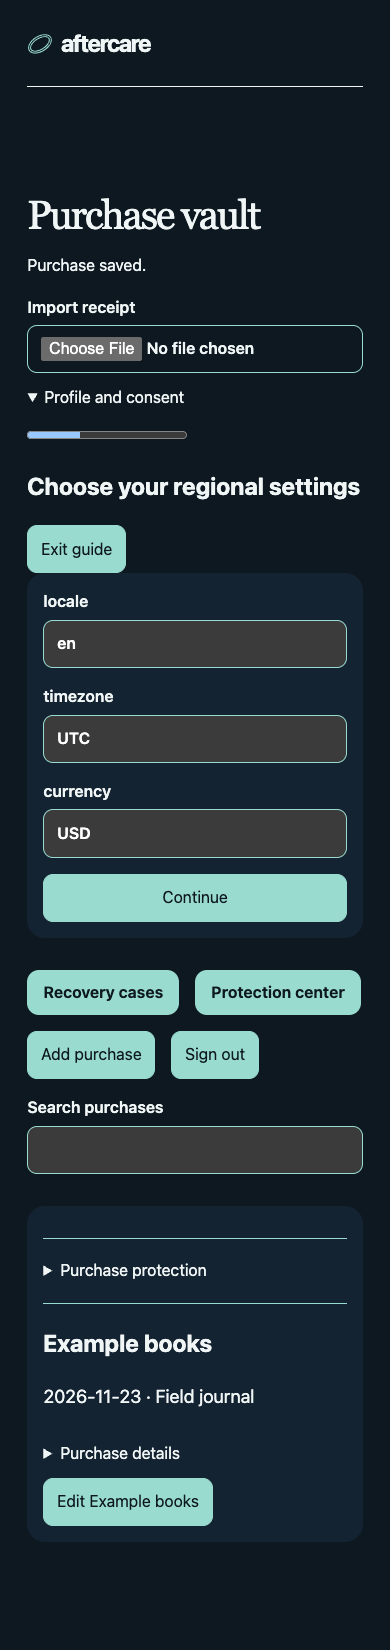 aftercare
Purchase vault
Purchase saved.
Import receipt
Choose File No file chosen
Profile and consent
Choose your regional settings
Exit guide
locale
en
timezone
UTC
currency
USD
Continue
Recovery cases Protection center
Add purchase Sign out
Search purchases
Purchase protection
Example books
2026-11-23 · Field journal
Purchase details
Edit Example books